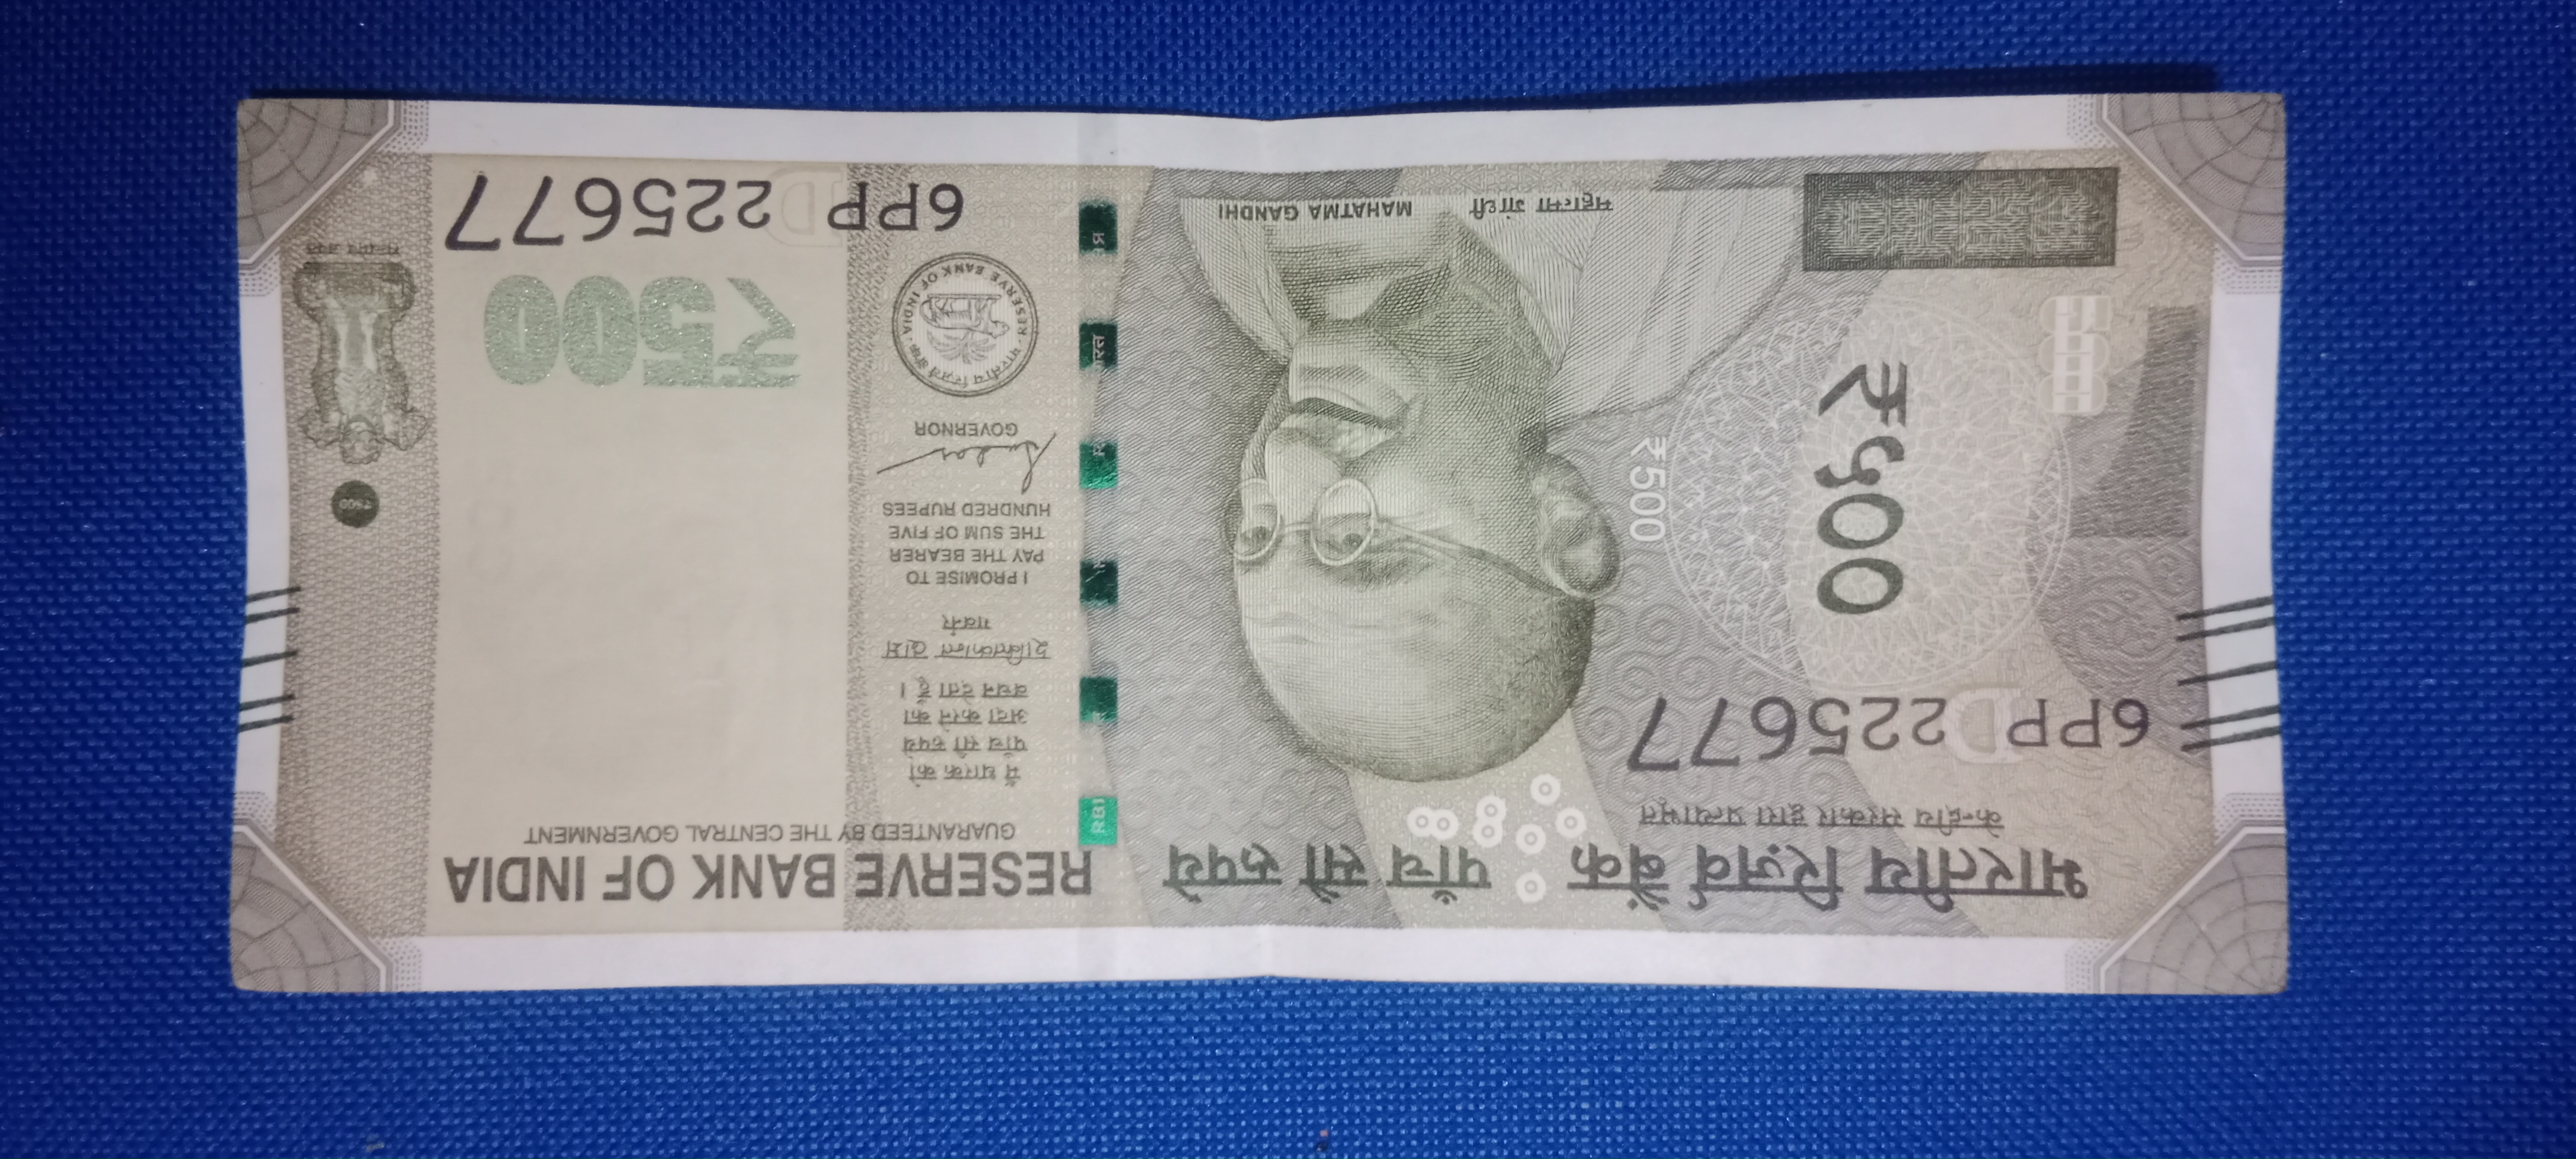 भारतीय रिज़र्व बैंक
पाँच सौ रुपये
RESERVE BANK OF INDIA
केन्द्रीय सरकार द्वारा प्रत्याभूत
GUARANTEED BY THE CENTRAL GOVERNMENT
6PP 225677
₹५००
₹500
RBI
मैं धारक को
पाँच सौ रुपये
अदा करने का
वचन देता हूँ ।
शक्तिकान्त दास
गवर्नर
I PROMISE TO
PAY THE BEARER
THE SUM OF FIVE
HUNDRED RUPEES
GOVERNOR
भारतीय रिज़र्व बैंक
RESERVE BANK OF INDIA
₹500
₹500
महात्मा गांधी
MAHATMA GANDHI
6PP 225677
सत्यमेव जयते